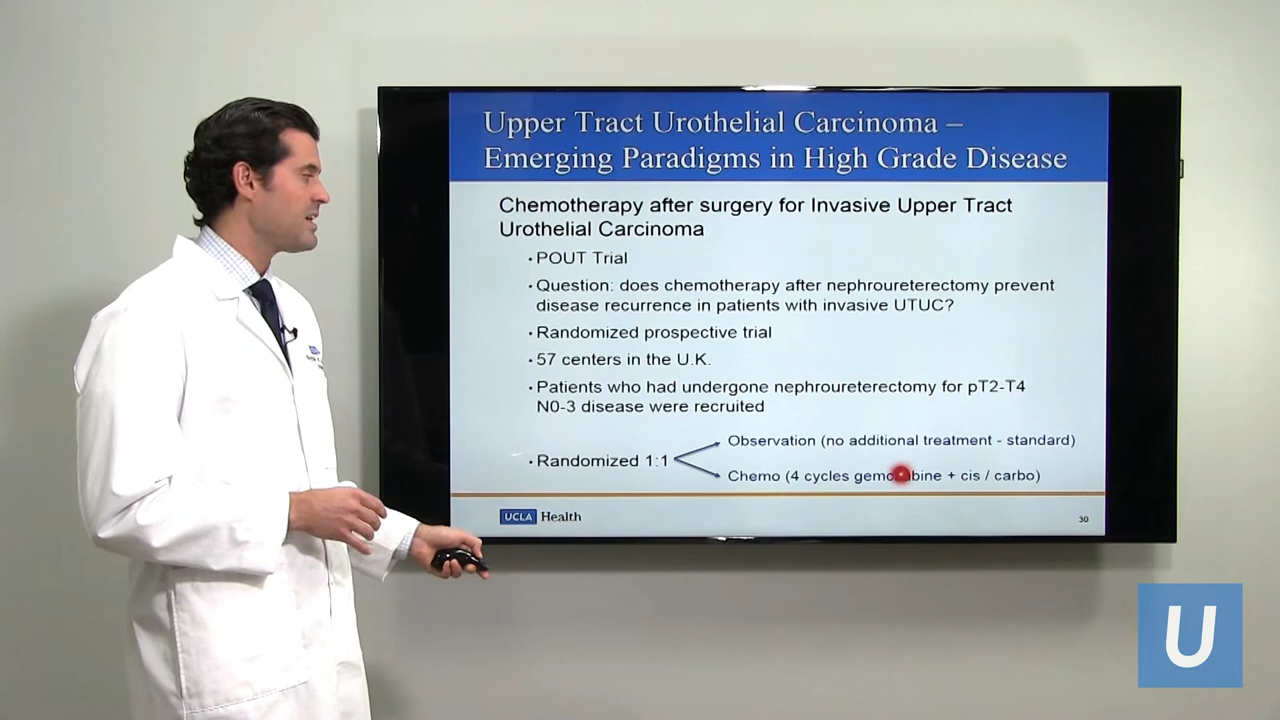 Upper Tract Urothelial Carcinoma –
Emerging Paradigms in High Grade Disease
Chemotherapy after surgery for Invasive Upper Tract
Urothelial Carcinoma
• POUT Trial
• Question: does chemotherapy after nephroureterectomy prevent
disease recurrence in patients with invasive UTUC?
• Randomized prospective trial
• 57 centers in the U.K.
• Patients who had undergone nephroureterectomy for pT2-T4
N0-3 disease were recruited
• Randomized 1:1
Observation (no additional treatment - standard)
Chemo (4 cycles gemcitabine + cis / carbo)
UCLA Health
30
U